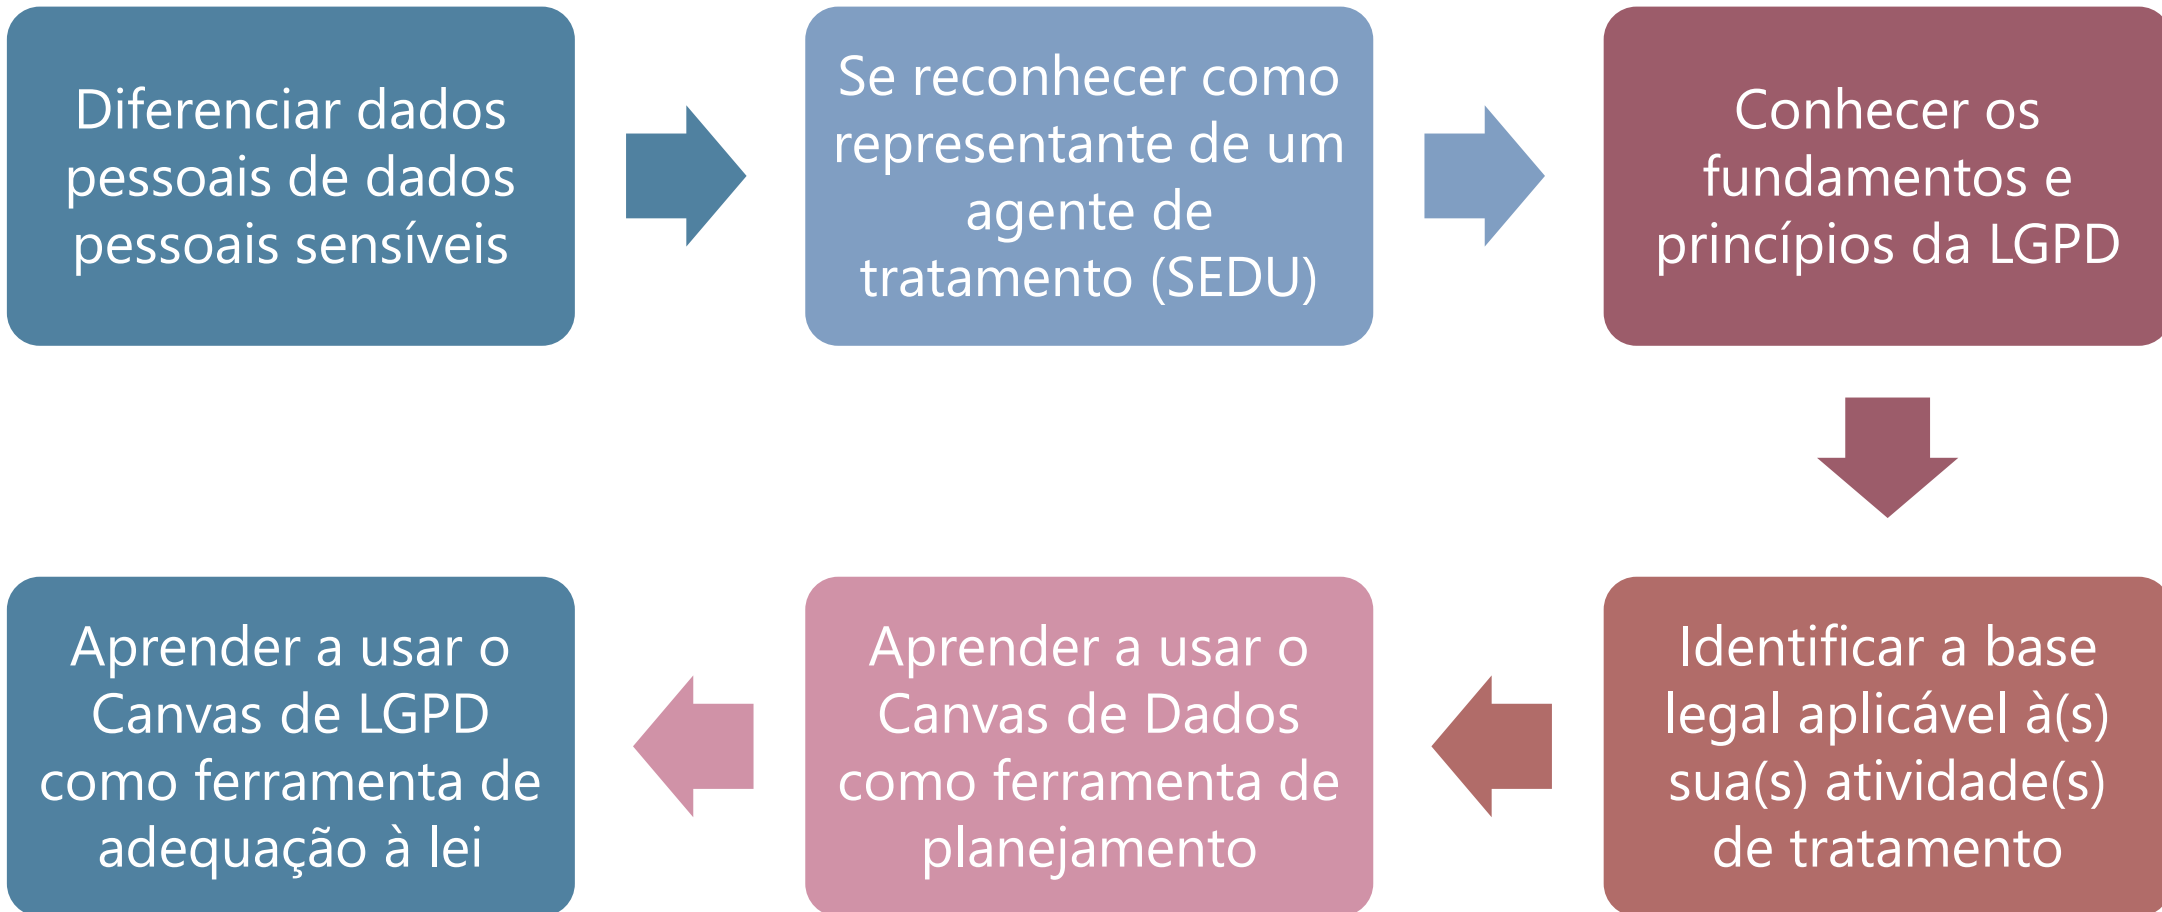 Diferenciar dados
pessoais de dados
pessoais sensíveis
Se reconhecer como
representante de um
agente de
tratamento (SEDU)
Conhecer os
fundamentos e
princípios da LGPD
Identificar a base
legal aplicável à(s)
sua(s) atividade(s)
de tratamento
Aprender a usar o
Canvas de Dados
como ferramenta de
planejamento
Aprender a usar o
Canvas de LGPD
como ferramenta de
adequação à lei